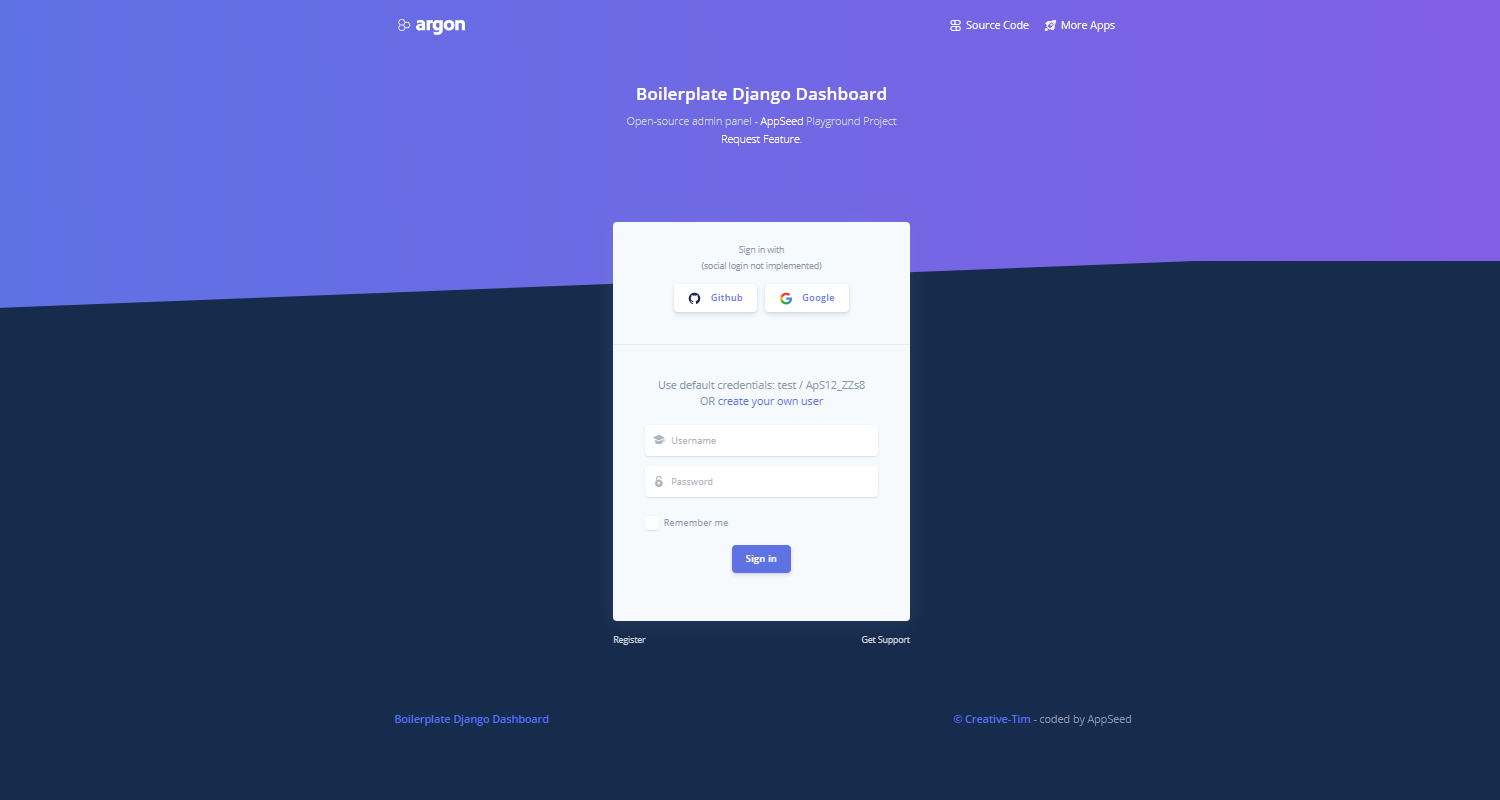 argon
Source Code
More Apps
Boilerplate Django Dashboard
Open-source admin panel - AppSeed Playground Project
Request Feature.
Sign in with
(social login not implemented)
Github
Google
Use default credentials: test / ApS12_ZZs8
OR create your own user
Username
Password
Remember me
Sign in
Register
Get Support
Boilerplate Django Dashboard
© Creative-Tim - coded by AppSeed